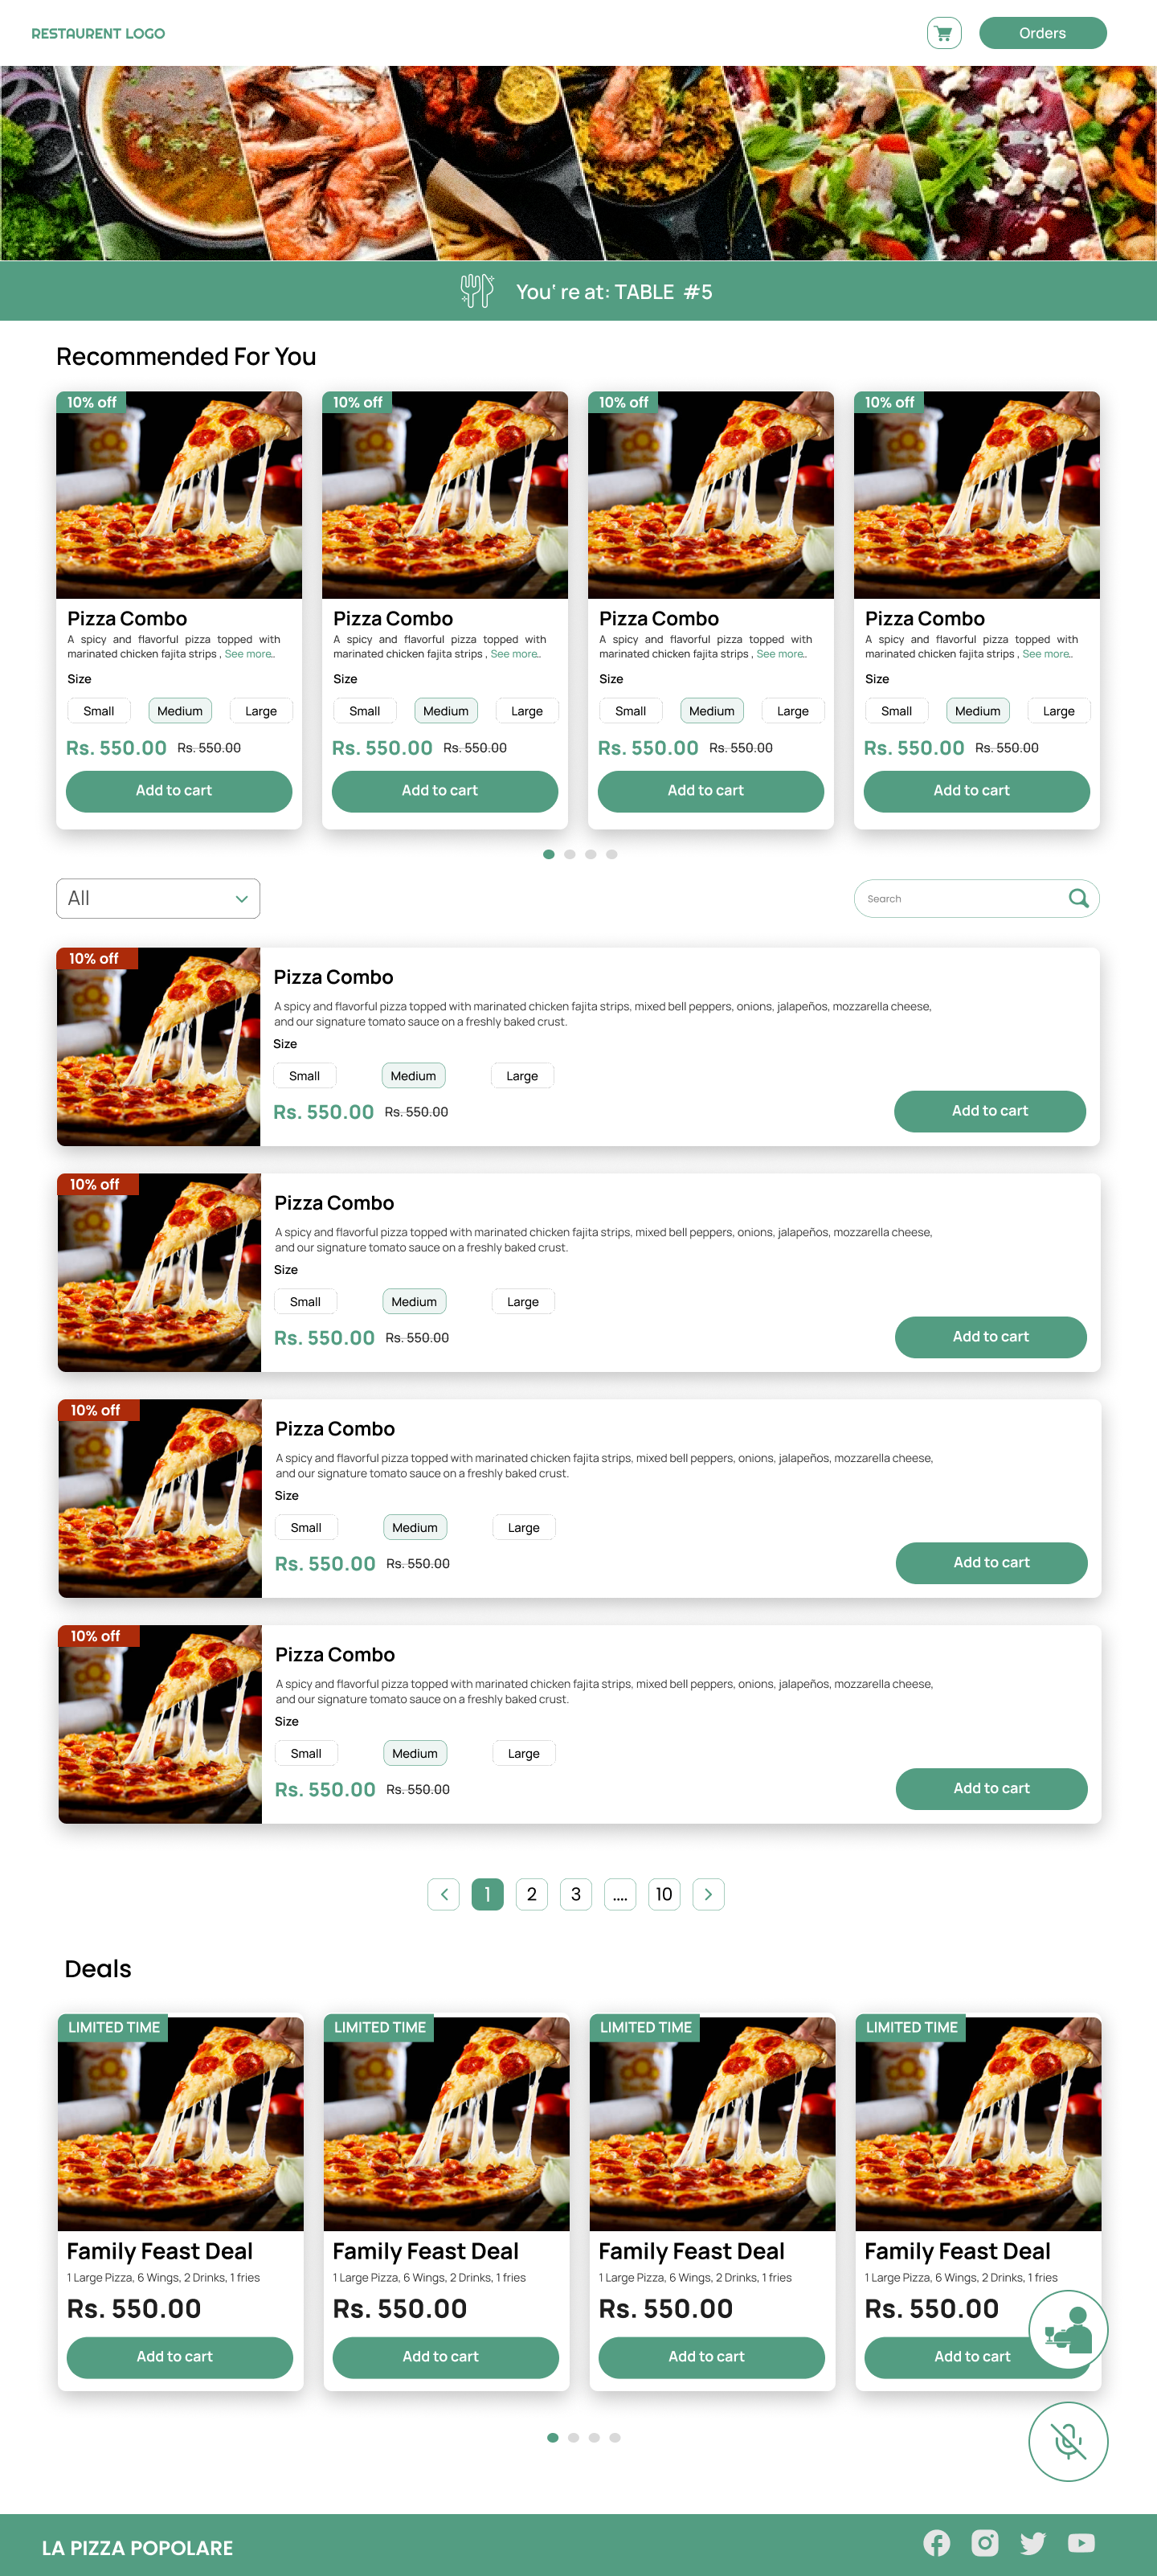 RESTAURENT LOGO
Orders
You' re at: TABLE #5
Recommended For You
10% off 10% off 10% off 10% off
Pizza Combo Pizza Combo Pizza Combo Pizza Combo
A spicy and flavorful pizza topped with A spicy and flavorful pizza topped with A spicy and flavorful pizza topped with A spicy and flavorful pizza topped with
marinated chicken fajita strips , See more.. marinated chicken fajita strips , See more.. marinated chicken fajita strips , See more.. marinated chicken fajita strips , See more..
Size Size Size Size
Small Medium Large Small Medium Large Small Medium Large Small Medium Large
Rs. 550.00 Rs. 550.00 Rs. 550.00 Rs. 550.00 Rs. 550.00 Rs. 550.00 Rs. 550.00 Rs. 550.00
Add to cart Add to cart Add to cart Add to cart
All
Search
10% off
Pizza Combo
A spicy and flavorful pizza topped with marinated chicken fajita strips, mixed bell peppers, onions, jalapeños, mozzarella cheese,
and our signature tomato sauce on a freshly baked crust.
Size
Small Medium Large
Rs. 550.00 Rs. 550.00
Add to cart
10% off
Pizza Combo
A spicy and flavorful pizza topped with marinated chicken fajita strips, mixed bell peppers, onions, jalapeños, mozzarella cheese,
and our signature tomato sauce on a freshly baked crust.
Size
Small Medium Large
Rs. 550.00 Rs. 550.00
Add to cart
10% off
Pizza Combo
A spicy and flavorful pizza topped with marinated chicken fajita strips, mixed bell peppers, onions, jalapeños, mozzarella cheese,
and our signature tomato sauce on a freshly baked crust.
Size
Small Medium Large
Rs. 550.00 Rs. 550.00
Add to cart
10% off
Pizza Combo
A spicy and flavorful pizza topped with marinated chicken fajita strips, mixed bell peppers, onions, jalapeños, mozzarella cheese,
and our signature tomato sauce on a freshly baked crust.
Size
Small Medium Large
Rs. 550.00 Rs. 550.00
Add to cart
1 2 3 .... 10
Deals
LIMITED TIME LIMITED TIME LIMITED TIME LIMITED TIME
Family Feast Deal Family Feast Deal Family Feast Deal Family Feast Deal
1 Large Pizza, 6 Wings, 2 Drinks, 1 fries 1 Large Pizza, 6 Wings, 2 Drinks, 1 fries 1 Large Pizza, 6 Wings, 2 Drinks, 1 fries 1 Large Pizza, 6 Wings, 2 Drinks, 1 fries
Rs. 550.00 Rs. 550.00 Rs. 550.00 Rs. 550.00
Add to cart Add to cart Add to cart Add to cart
LA PIZZA POPOLARE